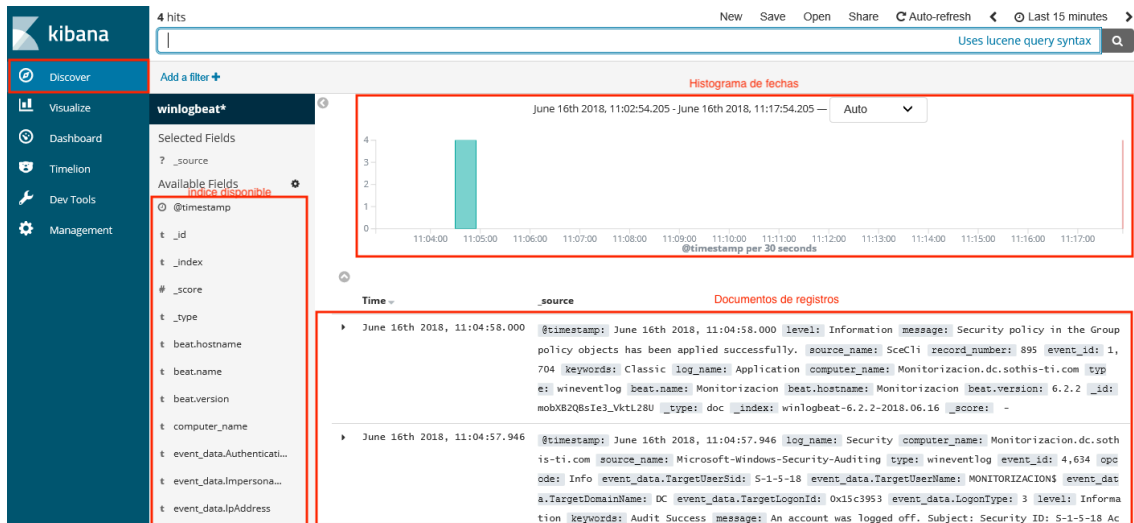 4 hits
New Save Open Share Auto-refresh Last 15 minutes
kibana
Uses lucene query syntax
Discover
Add a filter +
Histograma de fechas
Visualize
winlogbeat*
June 16th 2018, 11:02:54.205 - June 16th 2018, 11:17:54.205 — Auto
Dashboard
Selected Fields
? _source
Timelion
Available Fields
índice disponible
Dev Tools
@timestamp
Management
t _id
t _index
# _score
t _type
t beat.hostname
t beat.name
t beat.version
t computer_name
t event_data.Authenticati...
t event_data.Impersona...
t event_data.IpAddress
4
3
2
1
0
11:04:00 11:05:00 11:06:00 11:07:00 11:08:00 11:09:00 11:10:00 11:11:00 11:12:00 11:13:00 11:14:00 11:15:00 11:16:00 11:17:00
@timestamp per 30 seconds
Time _source
Documentos de registros
June 16th 2018, 11:04:58.000 @timestamp: June 16th 2018, 11:04:58.000 level: Information message: Security policy in the Group
policy objects has been applied successfully. source_name: SceCli record_number: 895 event_id: 1,
704 keywords: Classic log_name: Application computer_name: Monitorizacion.dc.sothis-ti.com typ
e: wineventlog beat.name: Monitorizacion beat.hostname: Monitorizacion beat.version: 6.2.2 _id:
mobXB2QBsIe3_VktL28U _type: doc _index: winlogbeat-6.2.2-2018.06.16 _score: -
June 16th 2018, 11:04:57.946 @timestamp: June 16th 2018, 11:04:57.946 log_name: Security computer_name: Monitorizacion.dc.soth
is-ti.com source_name: Microsoft-Windows-Security-Auditing type: wineventlog event_id: 4,634 opc
ode: Info event_data.TargetUserSid: S-1-5-18 event_data.TargetUserName: MONITORIZACION$ event_dat
a.TargetDomainName: DC event_data.TargetLogonId: 0x15c3953 event_data.LogonType: 3 level: Informa
tion keywords: Audit Success message: An account was logged off. Subject: Security ID: S-1-5-18 Ac